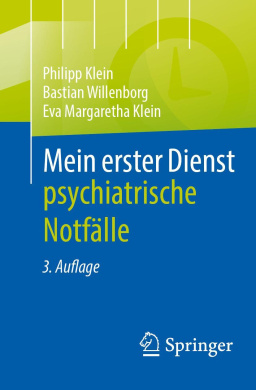 Philipp Klein
Bastian Willenborg
Eva Margaretha Klein
Mein erster Dienst
psychiatrische
Notfälle
3. Auflage
Springer